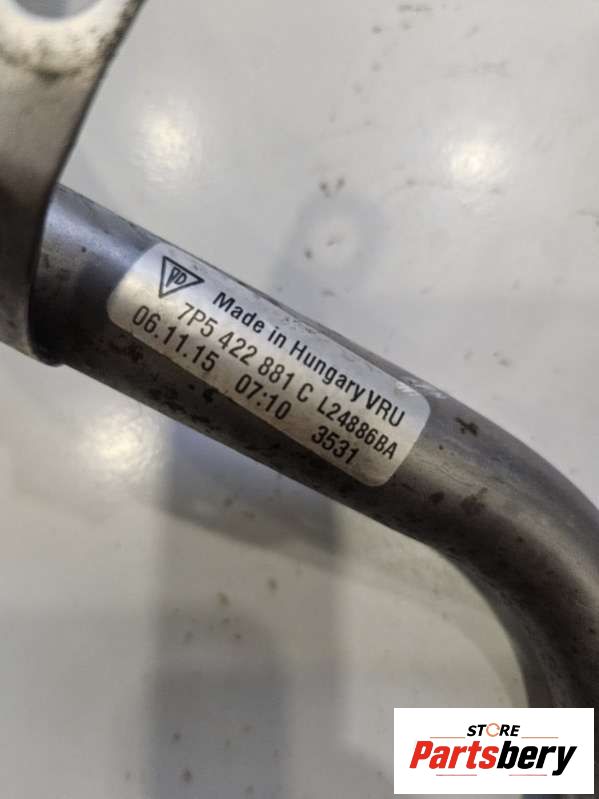 Made in Hungary VRU
7P5 422 881 C L24886BA
06.11.15 07:10 3531
STORE
Partsbery